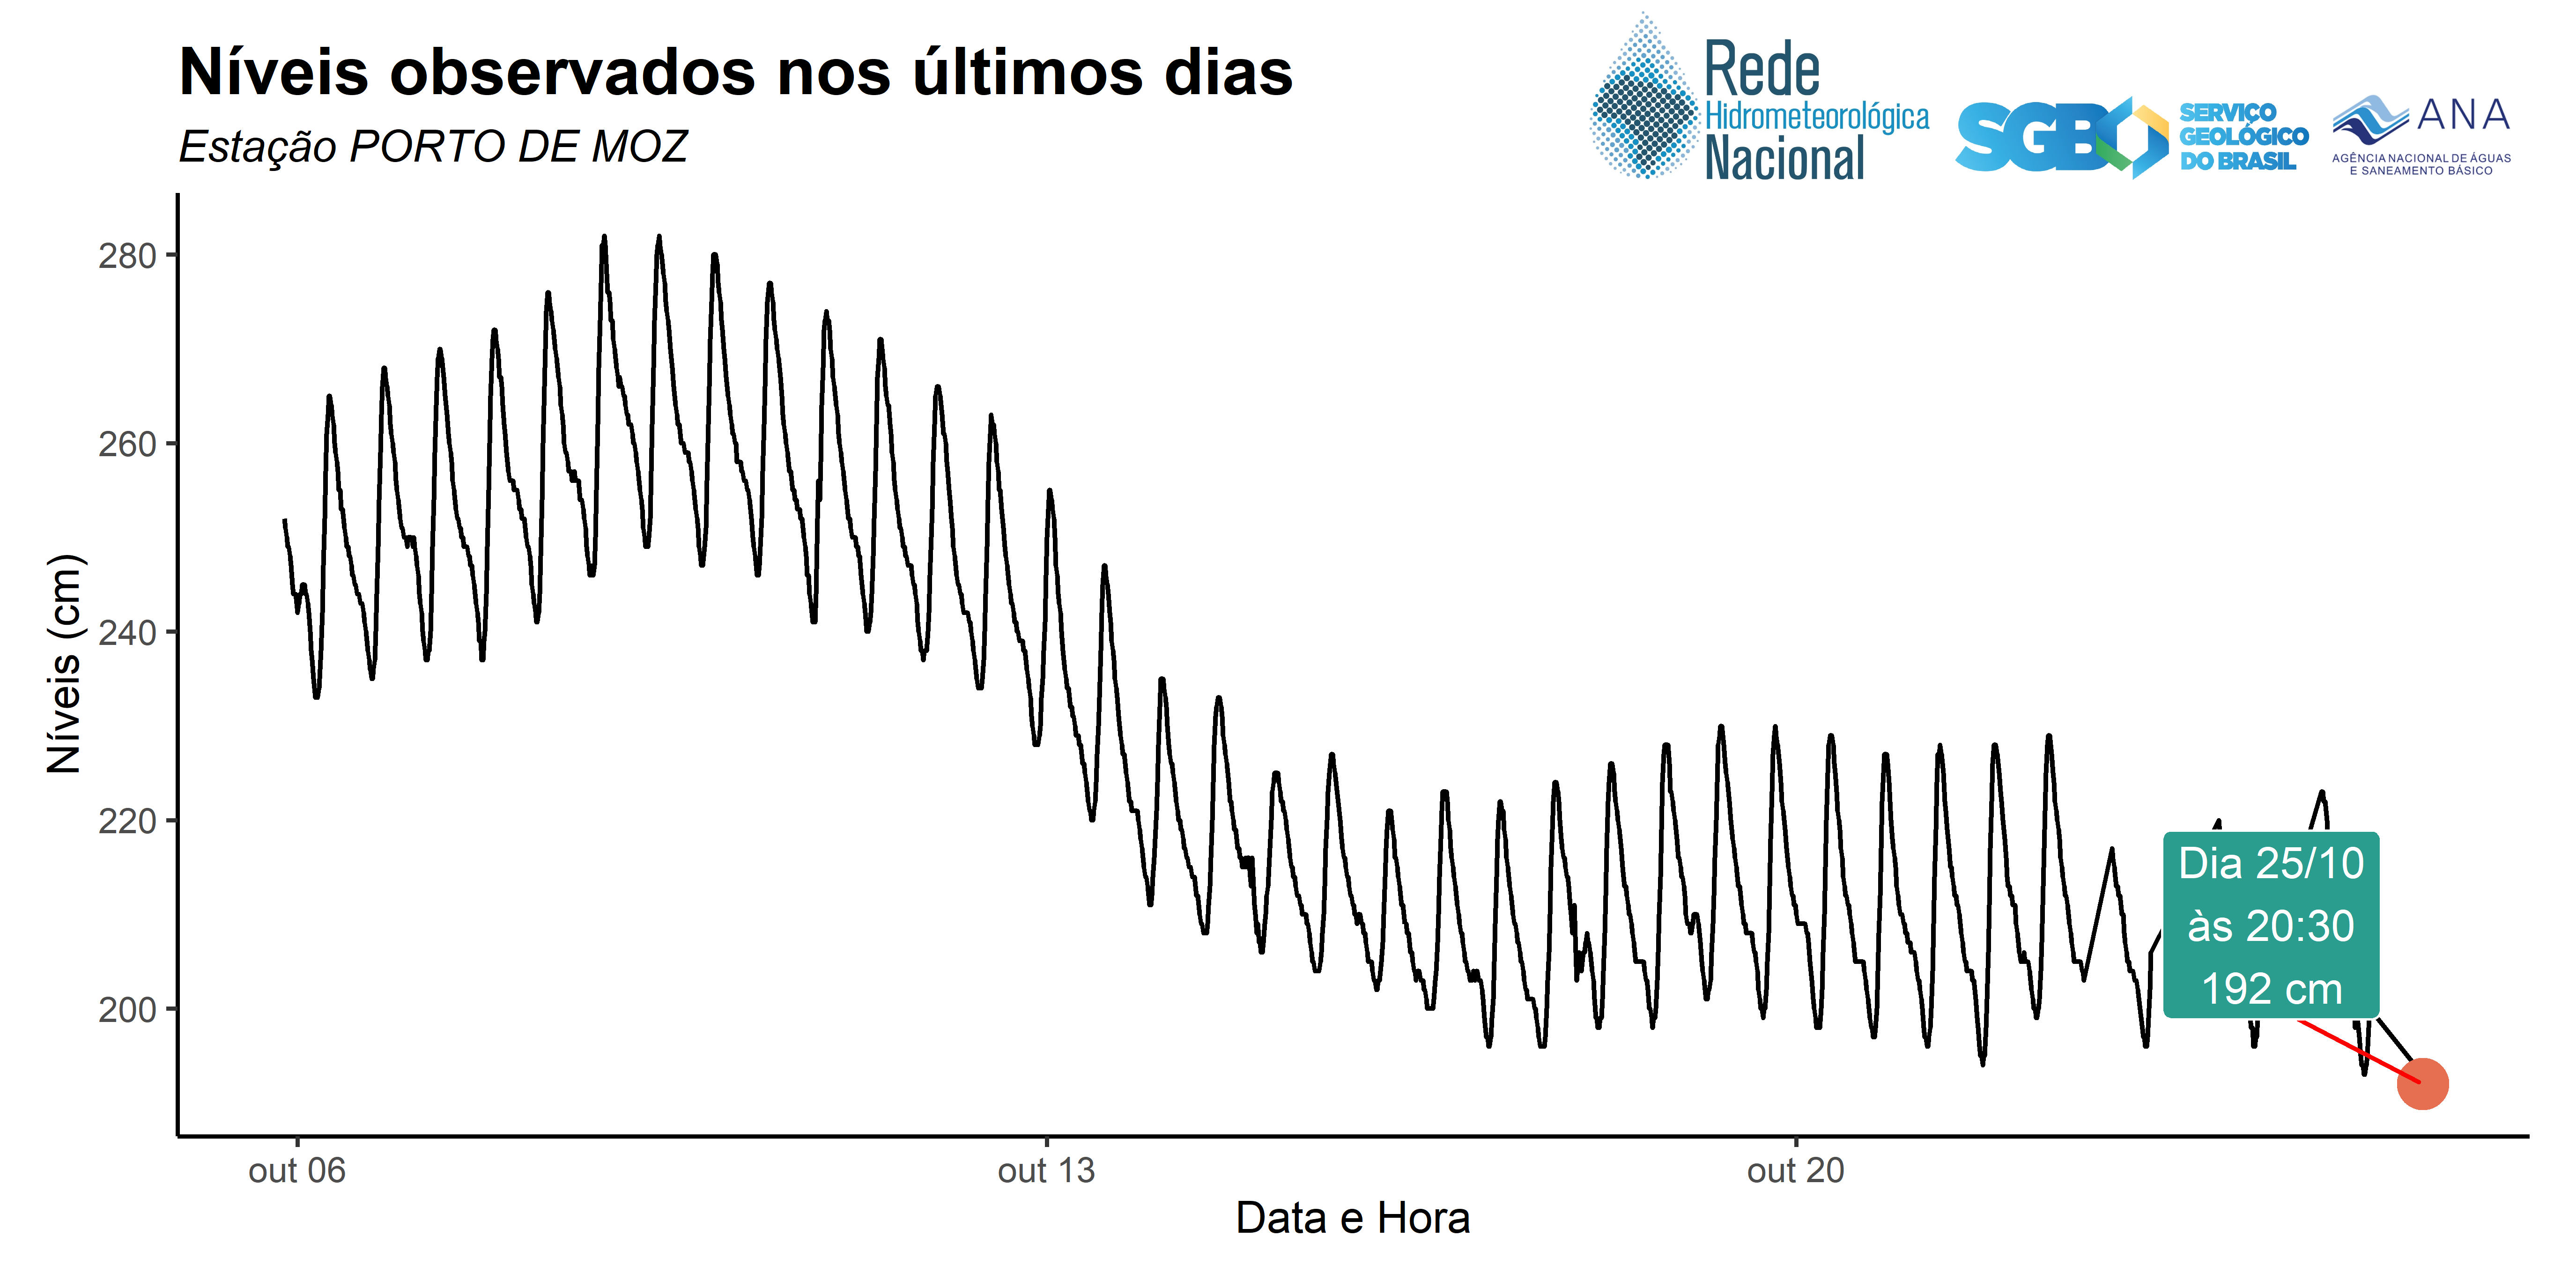 Níveis observados nos últimos dias
Estação PORTO DE MOZ
Rede
Hidrometeorológica
Nacional
SGB
SERVIÇO
GEOLÓGICO
DO BRASIL
ANA
AGÊNCIA NACIONAL DE ÁGUAS
E SANEAMENTO BÁSICO
Níveis (cm)
280
260
240
220
200
Dia 25/10
às 20:30
192 cm
out 06
out 13
out 20
Data e Hora